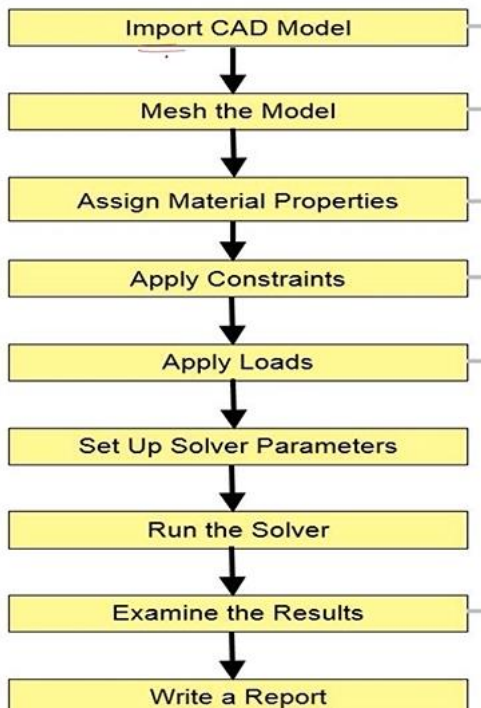 Import CAD Model
Mesh the Model
Assign Material Properties
Apply Constraints
Apply Loads
Set Up Solver Parameters
Run the Solver
Examine the Results
Write a Report